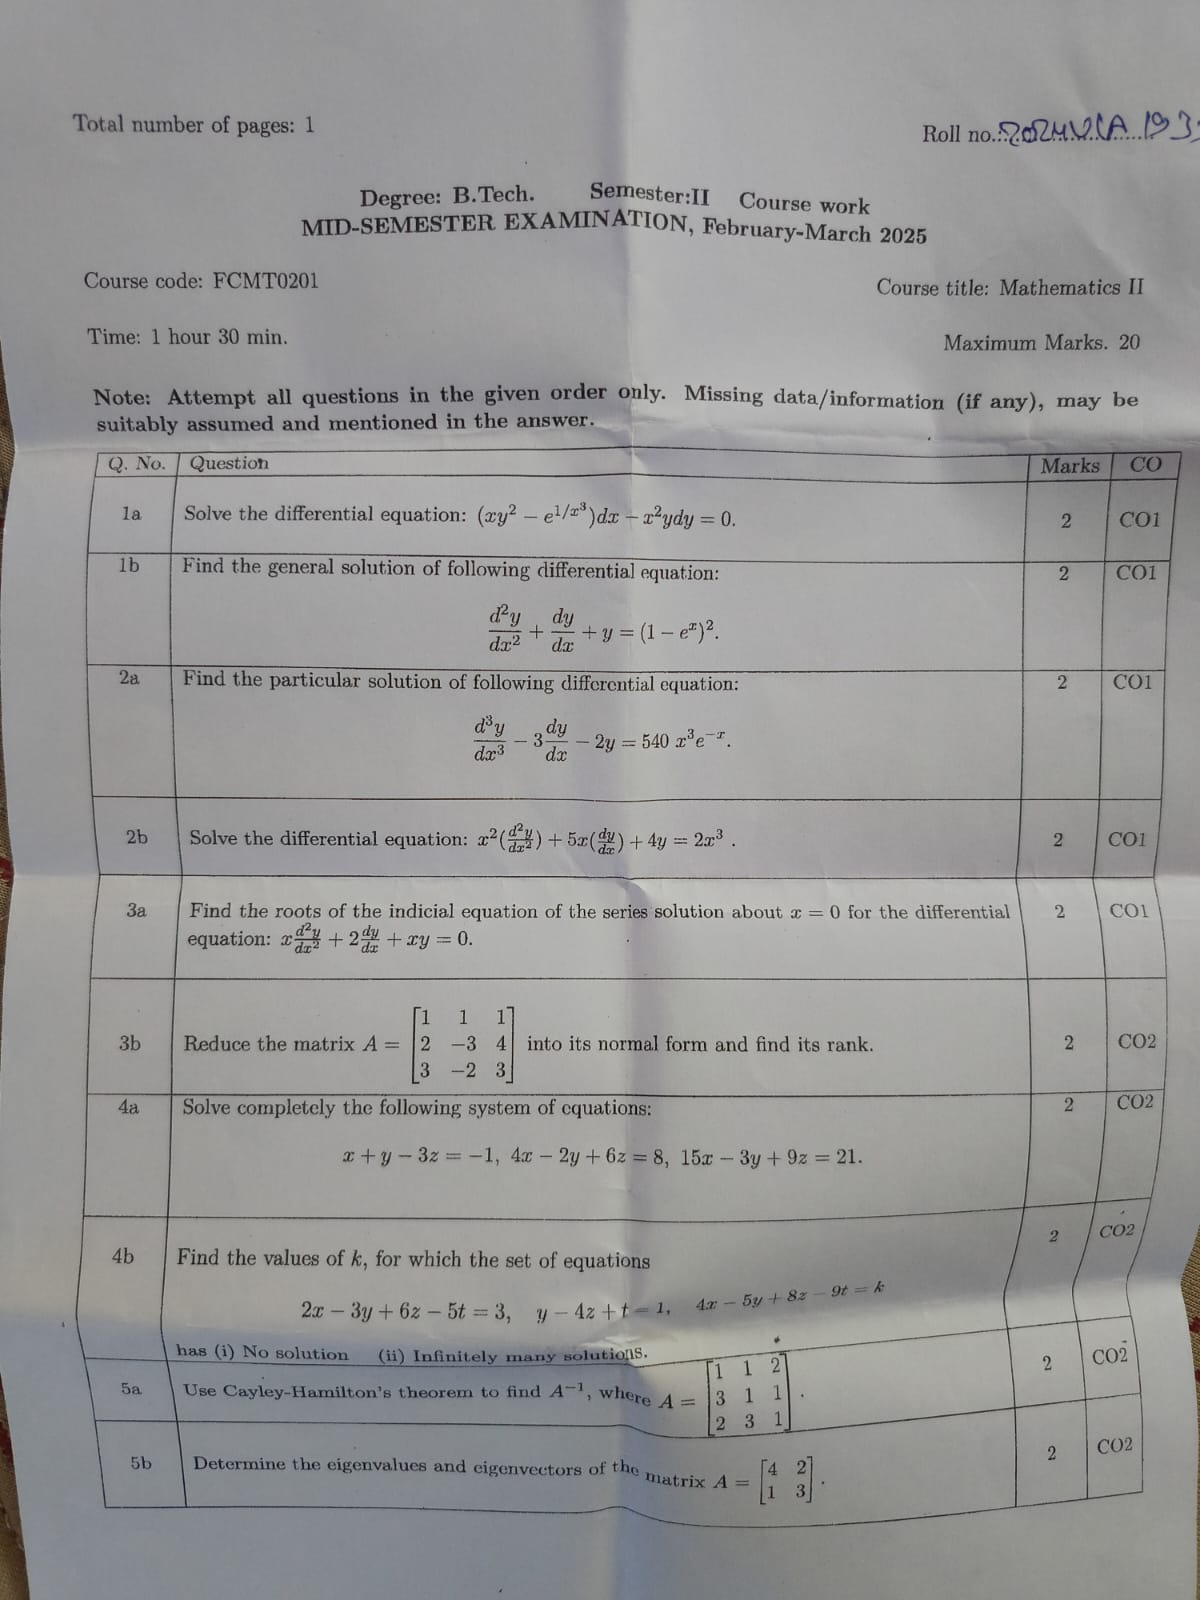 Total number of pages: 1
Roll no.
Degree: B.Tech. Semester:II Course work
MID-SEMESTER EXAMINATION, February-March 2025
Course code: FCMT0201 Course title: Mathematics II
Time: 1 hour 30 min. Maximum Marks. 20
Note: Attempt all questions in the given order only. Missing data/information (if any), may be
suitably assumed and mentioned in the answer.
Q. No. Question Marks CO
1a Solve the differential equation: (xy² − e^{1/x³})dx − x²ydy = 0. 2 CO1
1b Find the general solution of following differential equation: 2 CO1
d²y/dx² + dy/dx + y = (1 − eˣ)².
2a Find the particular solution of following differential equation: 2 CO1
d³y/dx³ − 3 dy/dx − 2y = 540 x³e⁻ˣ.
2b Solve the differential equation: x²(d²y/dx²) + 5x(dy/dx) + 4y = 2x³ . 2 CO1
3a Find the roots of the indicial equation of the series solution about x = 0 for the differential 2 CO1
equation: x d²y/dx² + 2 dy/dx + xy = 0.
3b Reduce the matrix A = [1 1 1; 2 −3 4; 3 −2 3] into its normal form and find its rank. 2 CO2
4a Solve completely the following system of equations: 2 CO2
x + y − 3z = −1, 4x − 2y + 6z = 8, 15x − 3y + 9z = 21.
4b Find the values of k, for which the set of equations 2 CO2
2x − 3y + 6z − 5t = 3, y − 4z + t = 1, 4x − 5y + 8z − 9t = k
has (i) No solution (ii) Infinitely many solutions.
5a Use Cayley-Hamilton's theorem to find A⁻¹, where A = [1 1 2; 3 1 1; 2 3 1]. 2 CO2
5b Determine the eigenvalues and eigenvectors of the matrix A = [4 2; 1 3]. 2 CO2